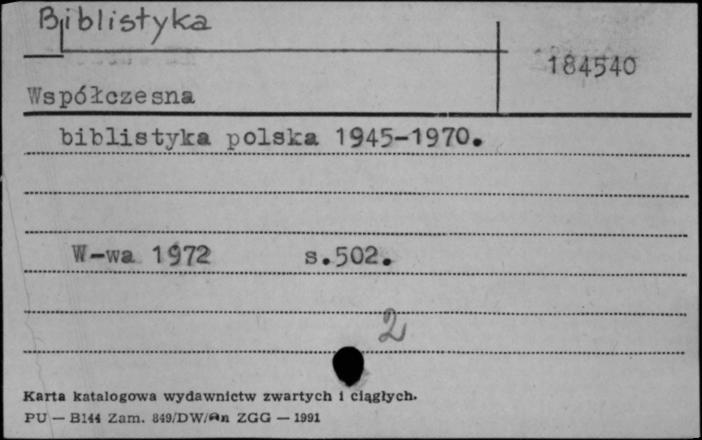 Biblistyka
184540
Współczesna
biblistyka polska 1945-1970.
W-wa 1972 s.502.
2
Karta katalogowa wydawnictw zwartych i ciągłych.
PU — B144 Zam. 849/DW/An ZGG — 1991